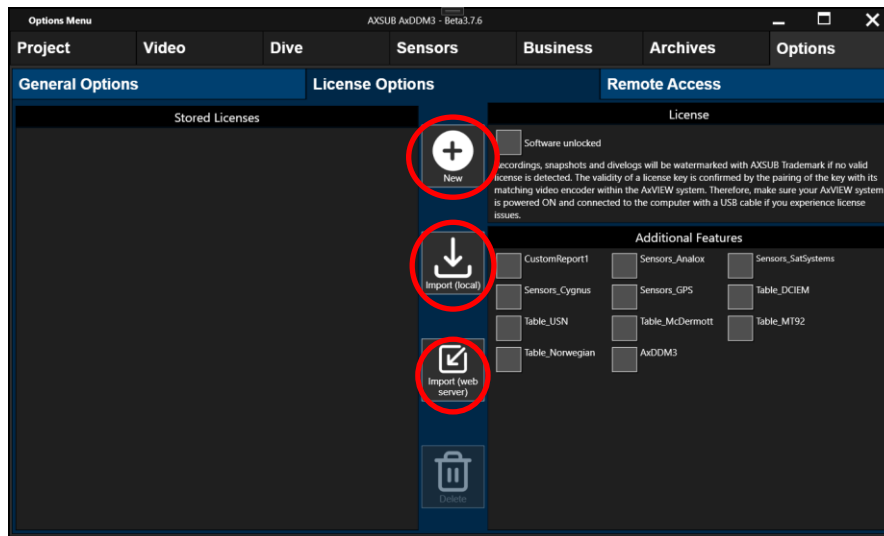 Options Menu
AXSUB AxDDM3 - Beta3.7.6
Project
Video
Dive
Sensors
Business
Archives
Options
General Options
License Options
Remote Access
Stored Licenses
New
Import (local)
Import (web
server)
Delete
License
Software unlocked
Recordings, snapshots and divelogs will be watermarked with AXSUB Trademark if no valid
license is detected. The validity of a license key is confirmed by the pairing of the key with its
matching video encoder within the AxVIEW system. Therefore, make sure your AxVIEW system
is powered ON and connected to the computer with a USB cable if you experience license
issues.
Additional Features
CustomReport1
Sensors_Analox
Sensors_SatSystems
Sensors_Cygnus
Sensors_GPS
Table_DCIEM
Table_USN
Table_McDermott
Table_MT92
Table_Norwegian
AxDDM3